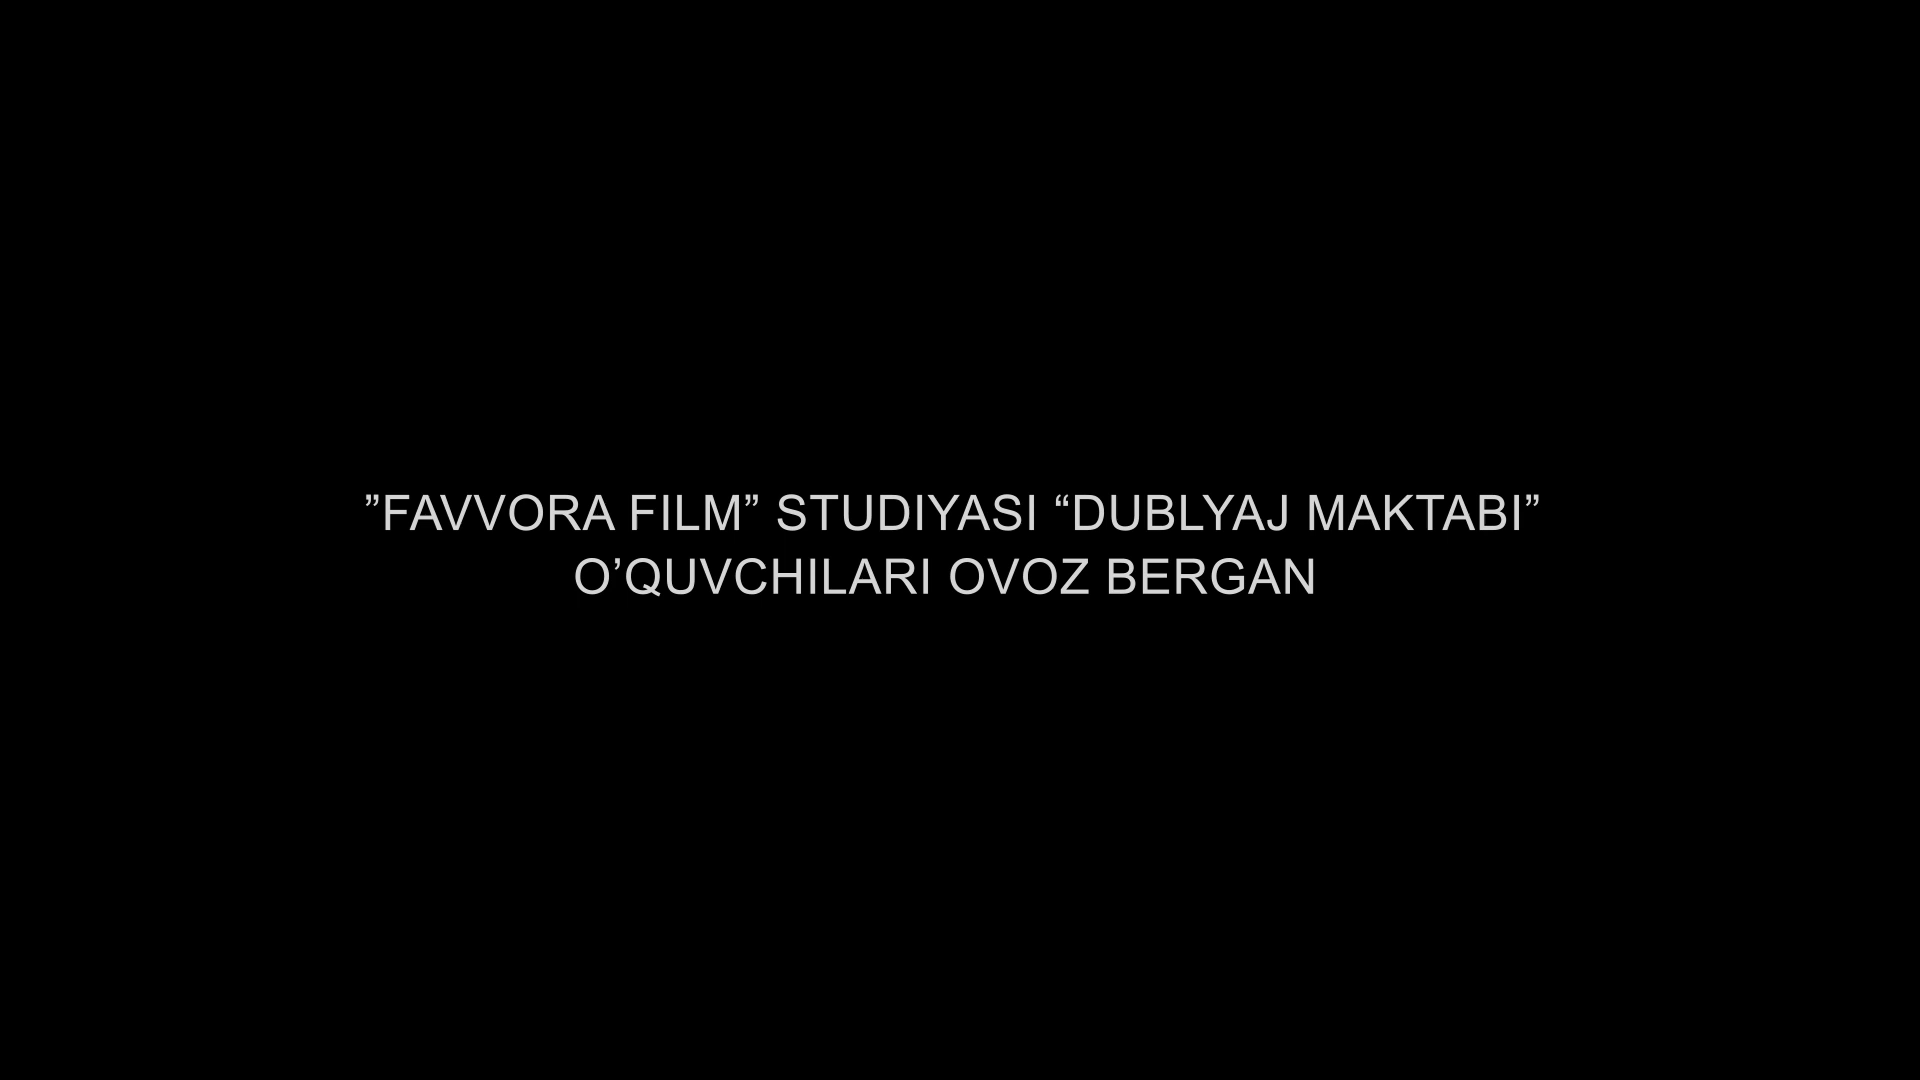 ”FAVVORA FILM” STUDIYASI “DUBLYAJ MAKTABI”
O’QUVCHILARI OVOZ BERGAN